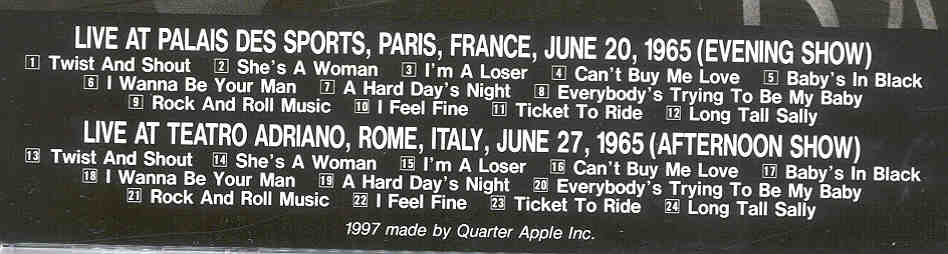 LIVE AT PALAIS DES SPORTS, PARIS, FRANCE, JUNE 20, 1965 (EVENING SHOW)
1 Twist And Shout 2 She's A Woman 3 I'm A Loser 4 Can't Buy Me Love 5 Baby's In Black
6 I Wanna Be Your Man 7 A Hard Day's Night 8 Everybody's Trying To Be My Baby
9 Rock And Roll Music 10 I Feel Fine 11 Ticket To Ride 12 Long Tall Sally
LIVE AT TEATRO ADRIANO, ROME, ITALY, JUNE 27, 1965 (AFTERNOON SHOW)
13 Twist And Shout 14 She's A Woman 15 I'm A Loser 16 Can't Buy Me Love 17 Baby's In Black
18 I Wanna Be Your Man 19 A Hard Day's Night 20 Everybody's Trying To Be My Baby
21 Rock And Roll Music 22 I Feel Fine 23 Ticket To Ride 24 Long Tall Sally
1997 made by Quarter Apple Inc.